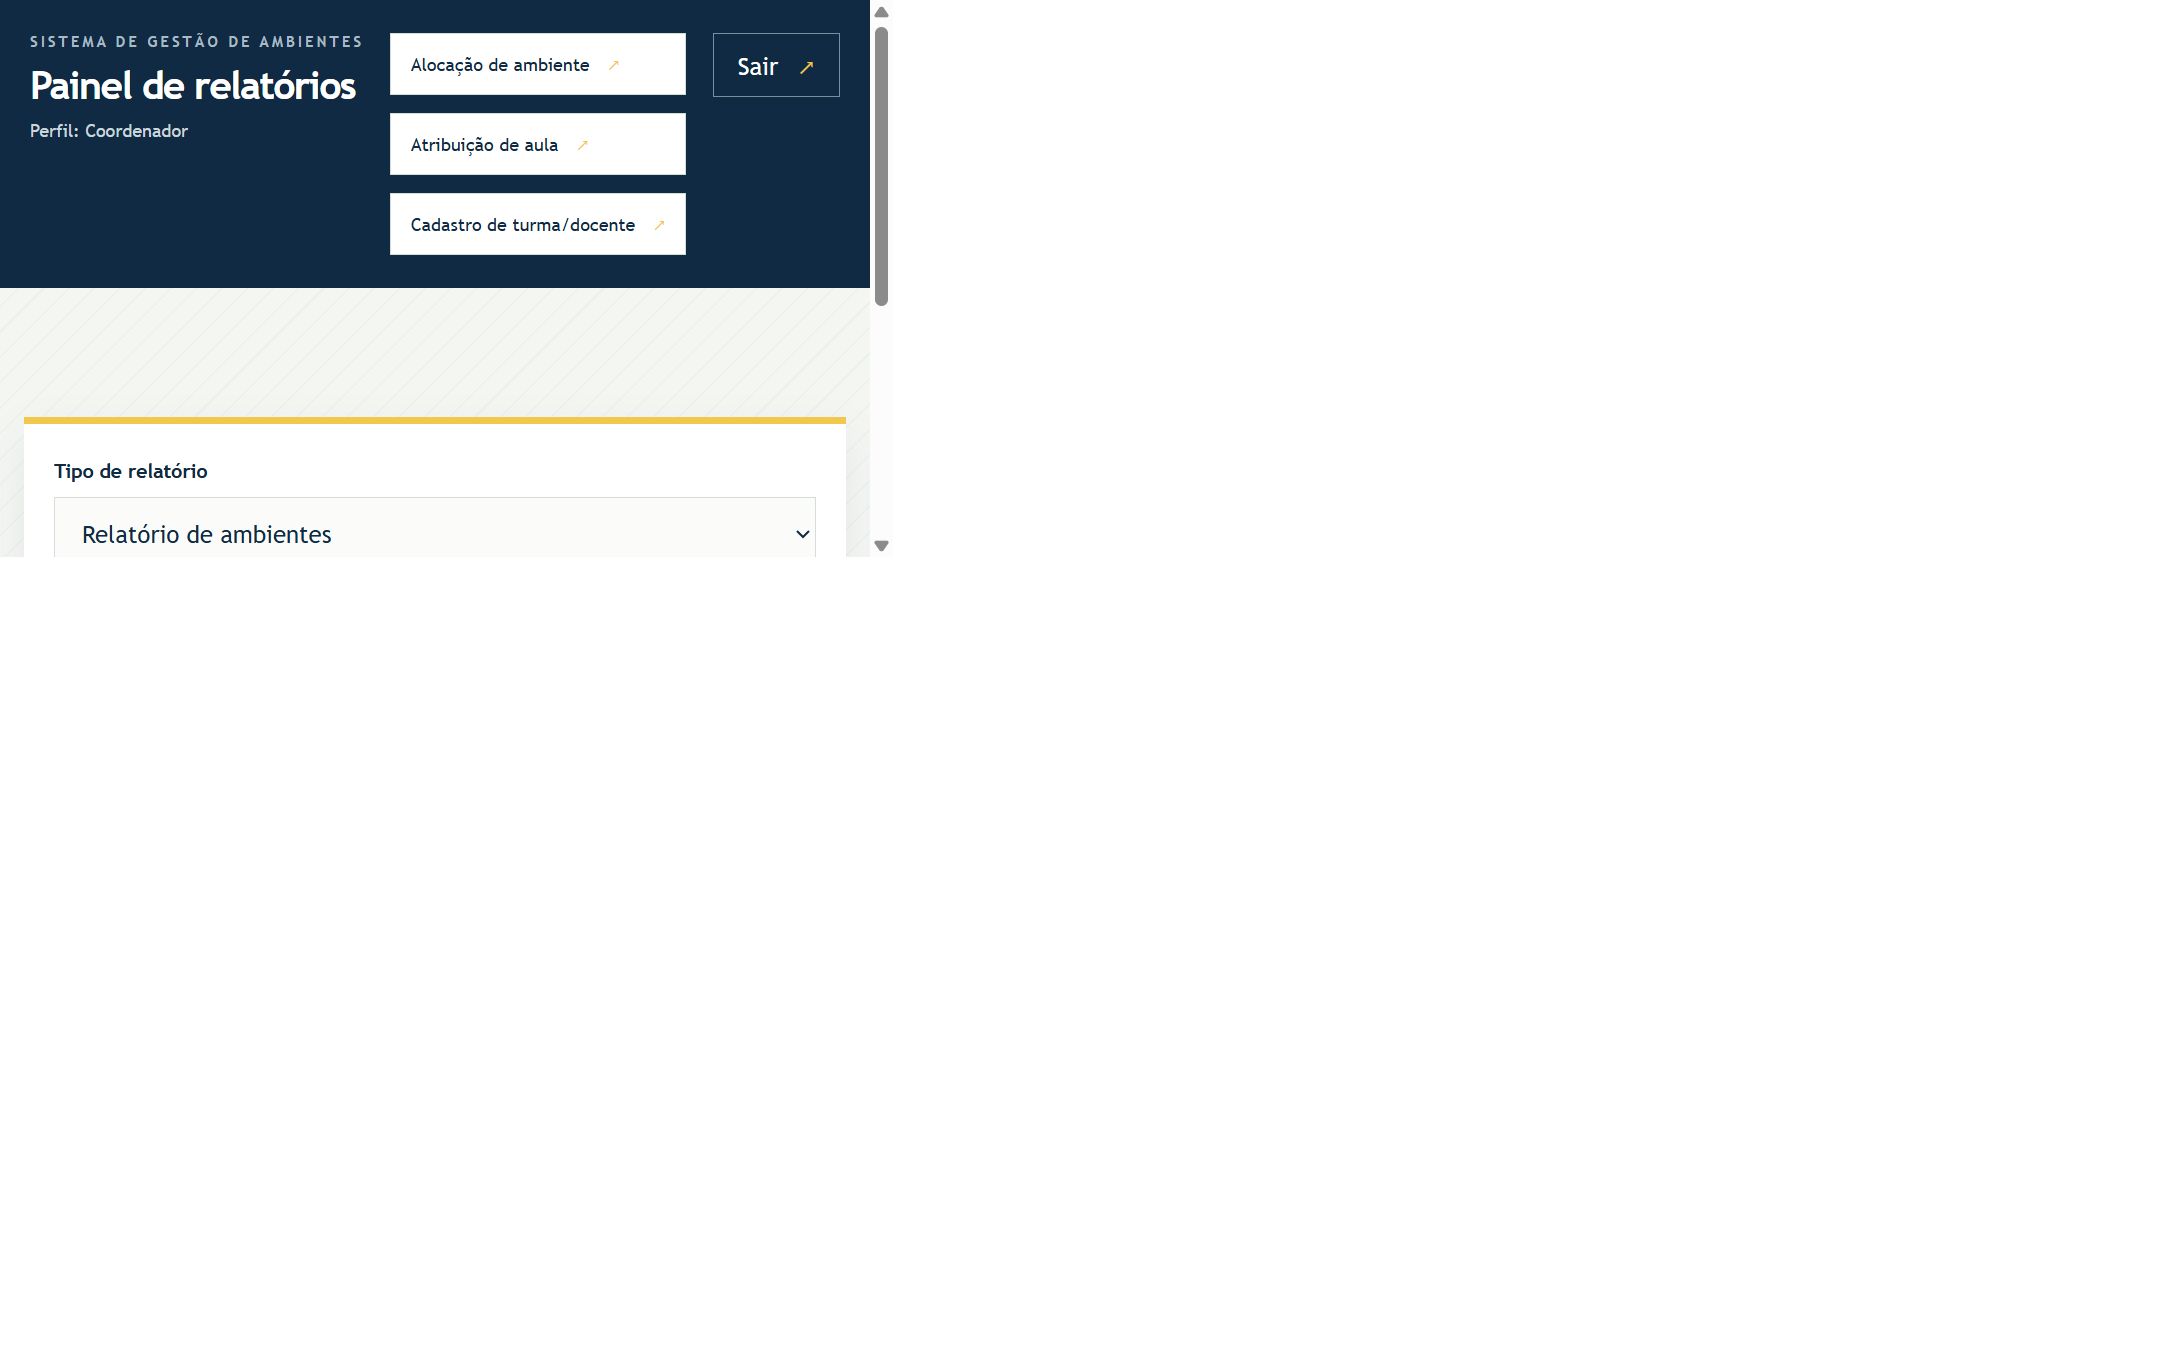 SISTEMA DE GESTÃO DE AMBIENTES
Painel de relatórios
Perfil: Coordenador
Alocação de ambiente ↗
Atribuição de aula ↗
Cadastro de turma/docente ↗
Sair ↗
Tipo de relatório
Relatório de ambientes